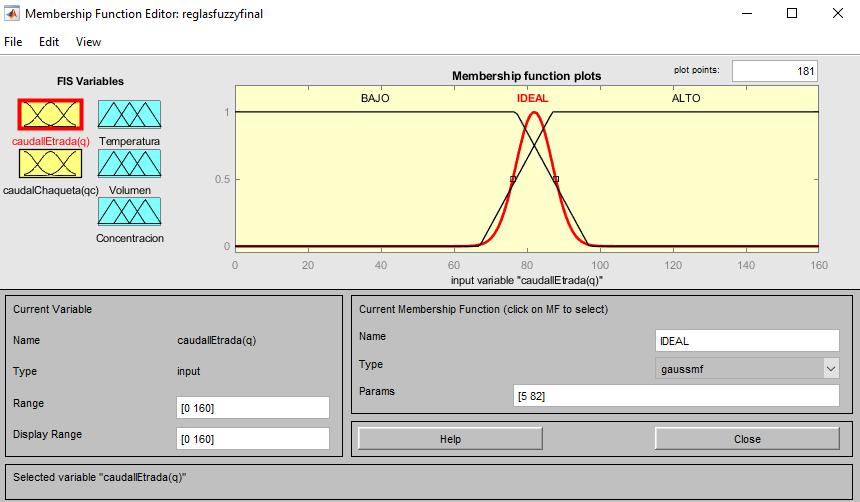 Membership Function Editor: reglasfuzzyfinal
File Edit View
FIS Variables
Membership function plots
plot points: 181
BAJO IDEAL ALTO
1
0.5
0
0 20 40 60 80 100 120 140 160
input variable "caudallEtrada(q)"
caudallEtrada(q) Temperatura
caudalChaqueta(qc) Volumen
Concentracion
Current Variable
Name caudallEtrada(q)
Type input
Range [0 160]
Display Range [0 160]
Current Membership Function (click on MF to select)
Name IDEAL
Type gaussmf
Params [5 82]
Help Close
Selected variable "caudallEtrada(q)"